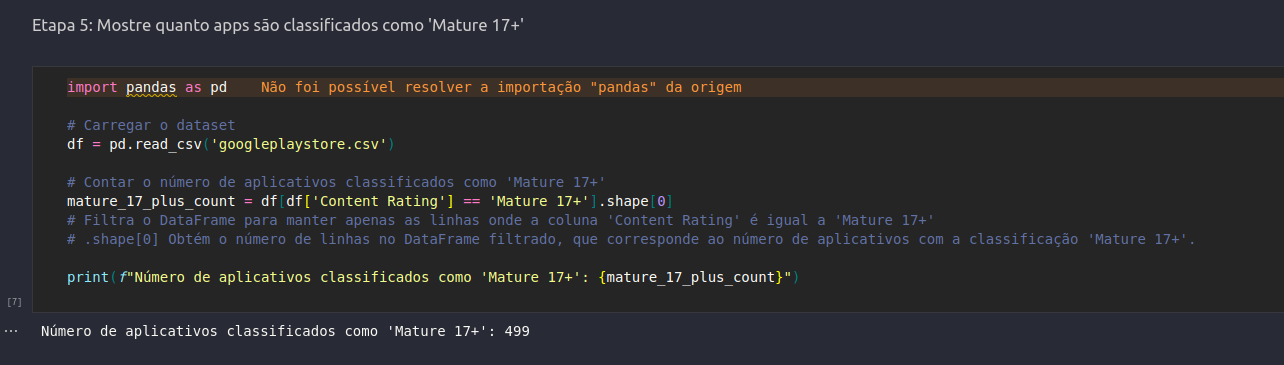 Etapa 5: Mostre quanto apps são classificados como 'Mature 17+'
import pandas as pd    Não foi possível resolver a importação "pandas" da origem
# Carregar o dataset
df = pd.read_csv('googleplaystore.csv')
# Contar o número de aplicativos classificados como 'Mature 17+'
mature_17_plus_count = df[df['Content Rating'] == 'Mature 17+'].shape[0]
# Filtra o DataFrame para manter apenas as linhas onde a coluna 'Content Rating' é igual a 'Mature 17+'
# .shape[0] Obtém o número de linhas no DataFrame filtrado, que corresponde ao número de aplicativos com a classificação 'Mature 17+'.
print(f"Número de aplicativos classificados como 'Mature 17+': {mature_17_plus_count}")
[7]
... Número de aplicativos classificados como 'Mature 17+': 499